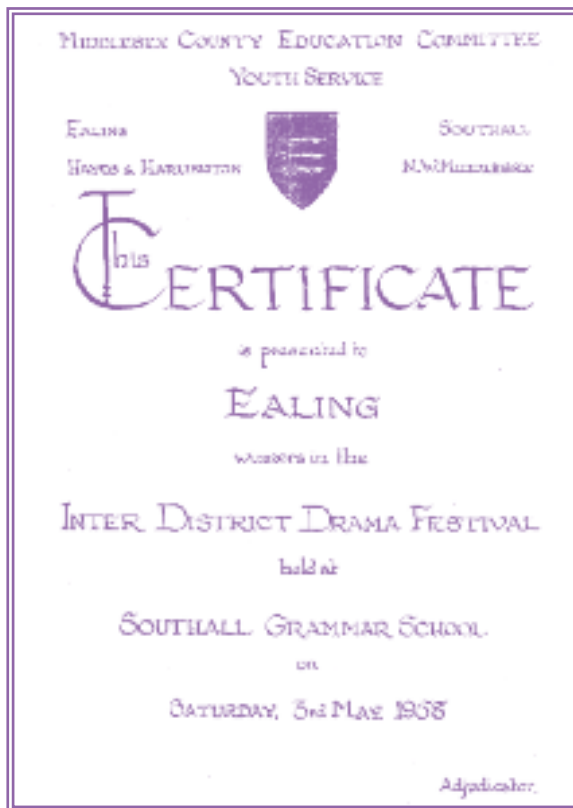 MIDDLESEX COUNTY EDUCATION COMMITTEE
YOUTH SERVICE
EALING SOUTHALL
HAYES & HARLINGTON N.W. MIDDLESEX
This CERTIFICATE
is presented to
EALING
winners in the
INTER DISTRICT DRAMA FESTIVAL
held at
SOUTHALL GRAMMAR SCHOOL
on
SATURDAY, 3rd MAY 1958
Adjudicator.